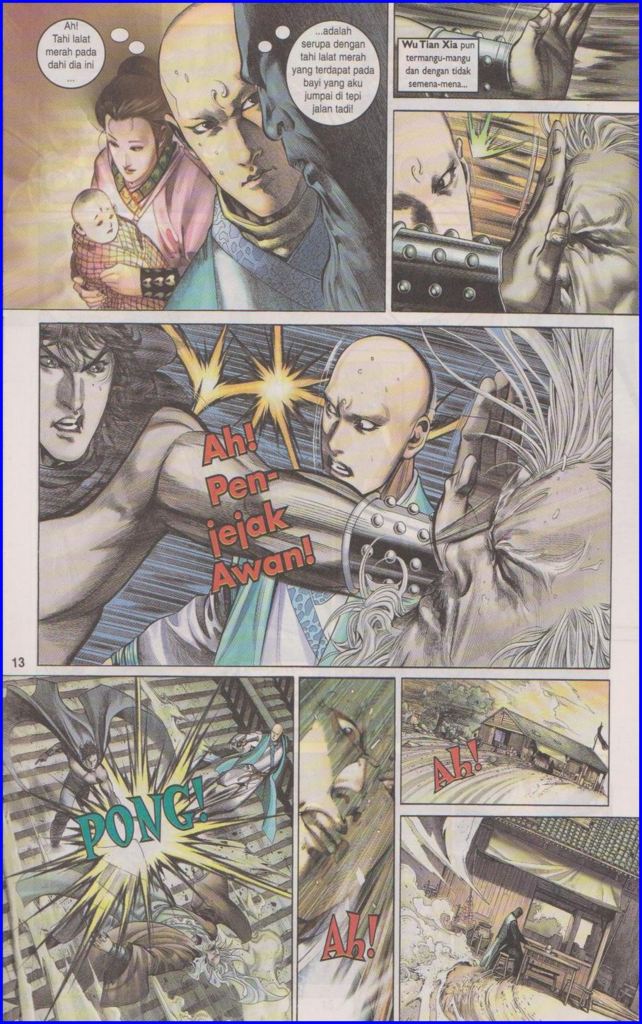 Ah!
Tahi lalat
merah pada
dahi dia ini
...
...adalah
serupa dengan
tahi lalat merah
yang terdapat pada
bayi yang aku
jumpai di tepi
jalan tadi!
Wu Tian Xia pun
termangu-mangu
dan dengan tidak
semena-mena...
Ah!
Pen-
jejak
Awan!
13
PONG!
Ah!
Ah!